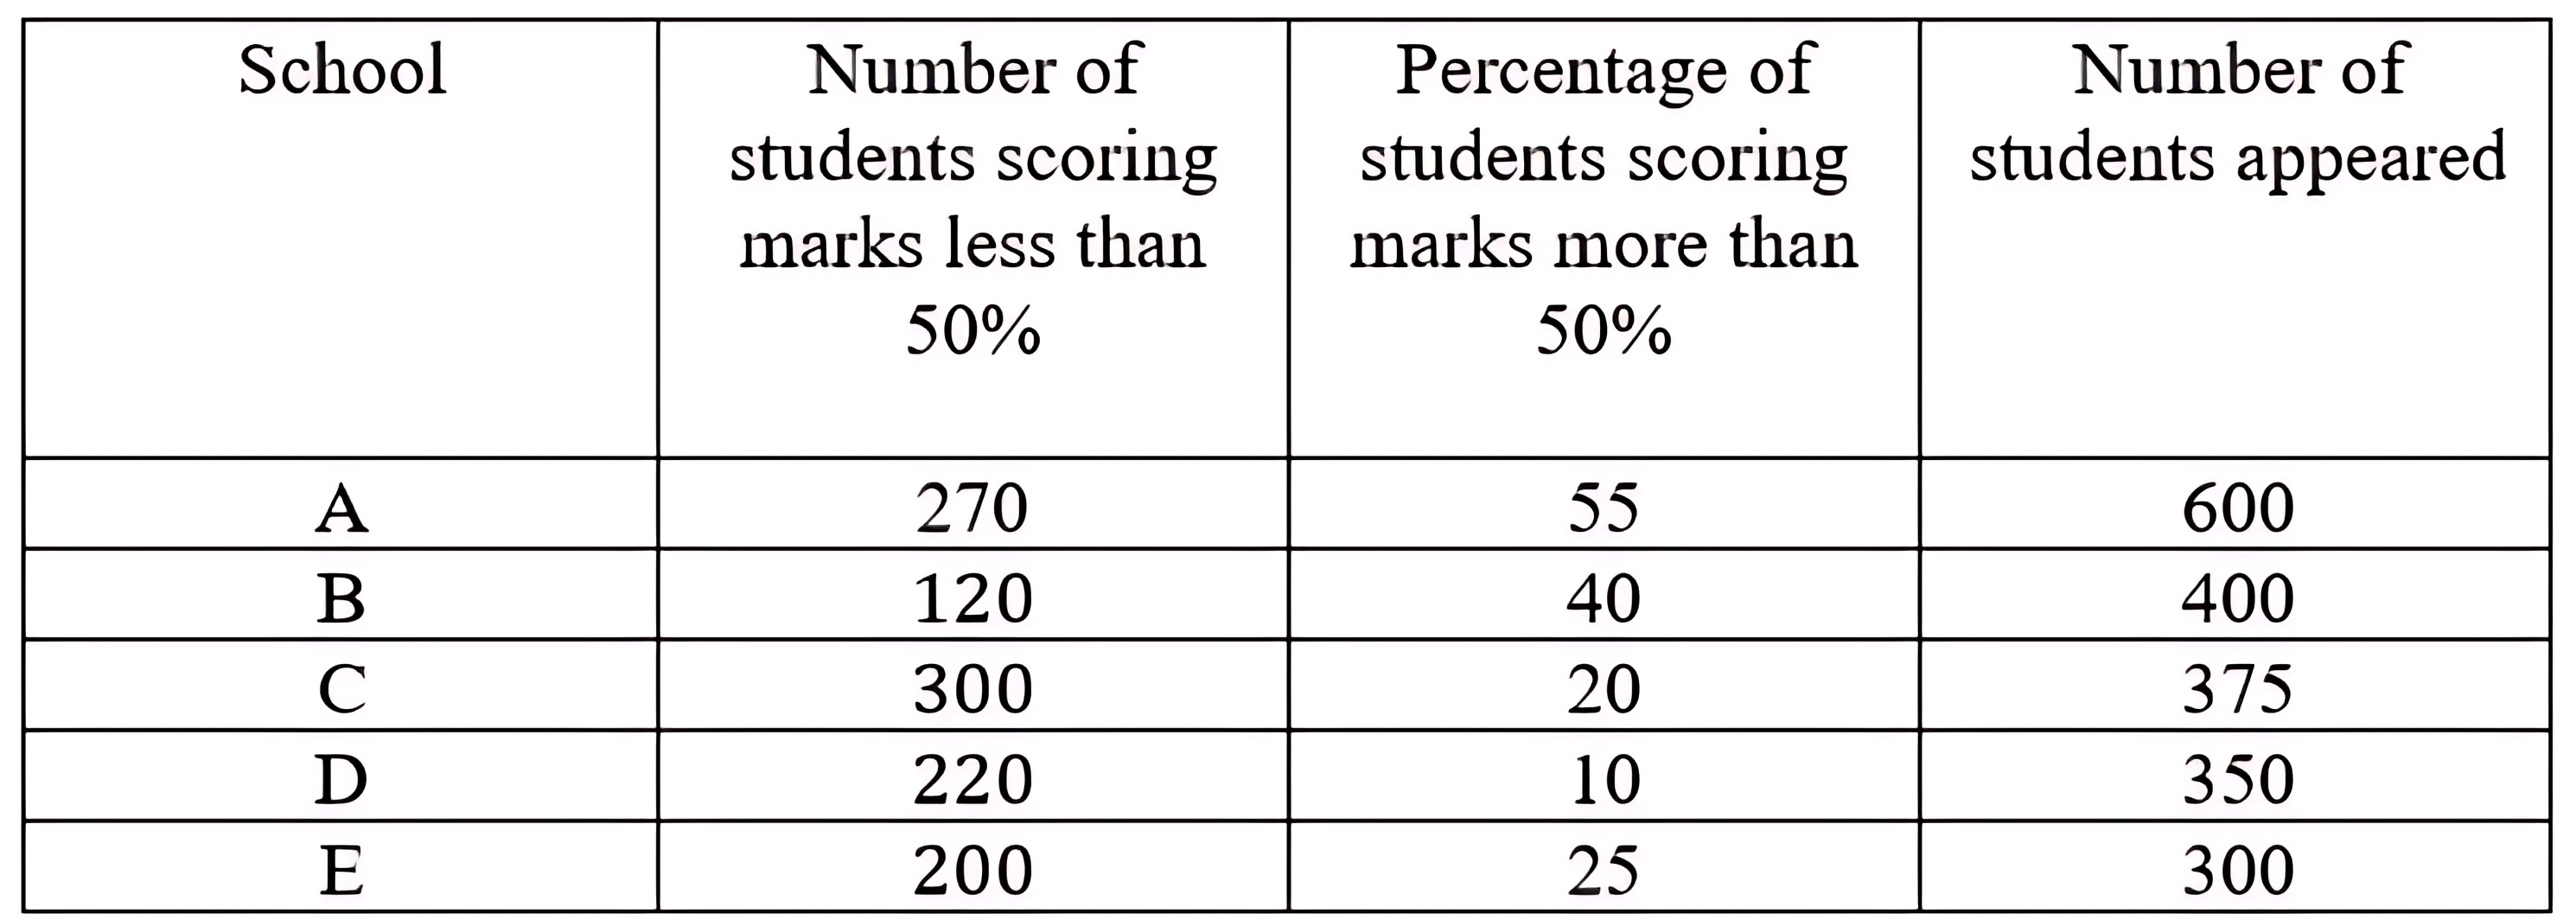 School Number of students scoring marks less than 50% Percentage of students scoring marks more than 50% Number of students appeared
A 270 55 600
B 120 40 400
C 300 20 375
D 220 10 350
E 200 25 300